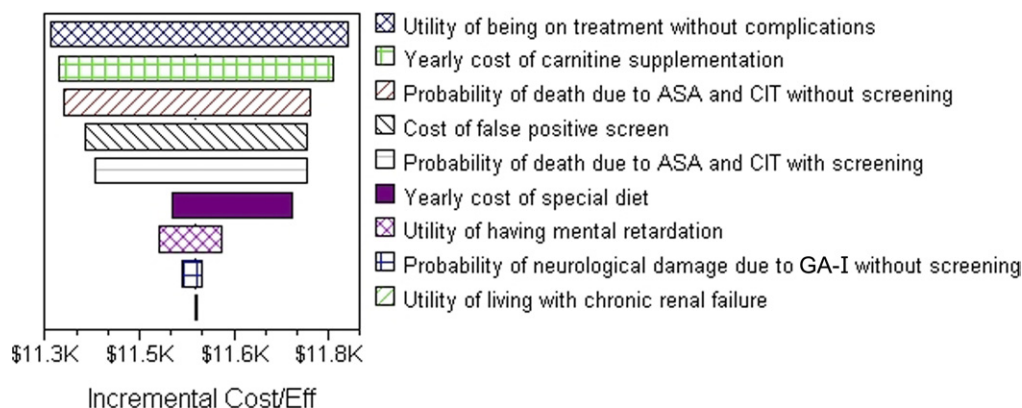 Utility of being on treatment without complications
Yearly cost of carnitine supplementation
Probability of death due to ASA and CIT without screening
Cost of false positive screen
Probability of death due to ASA and CIT with screening
Yearly cost of special diet
Utility of having mental retardation
Probability of neurological damage due to GA-I without screening
Utility of living with chronic renal failure
$11.3K $11.5K $11.6K $11.8K
Incremental Cost/Eff